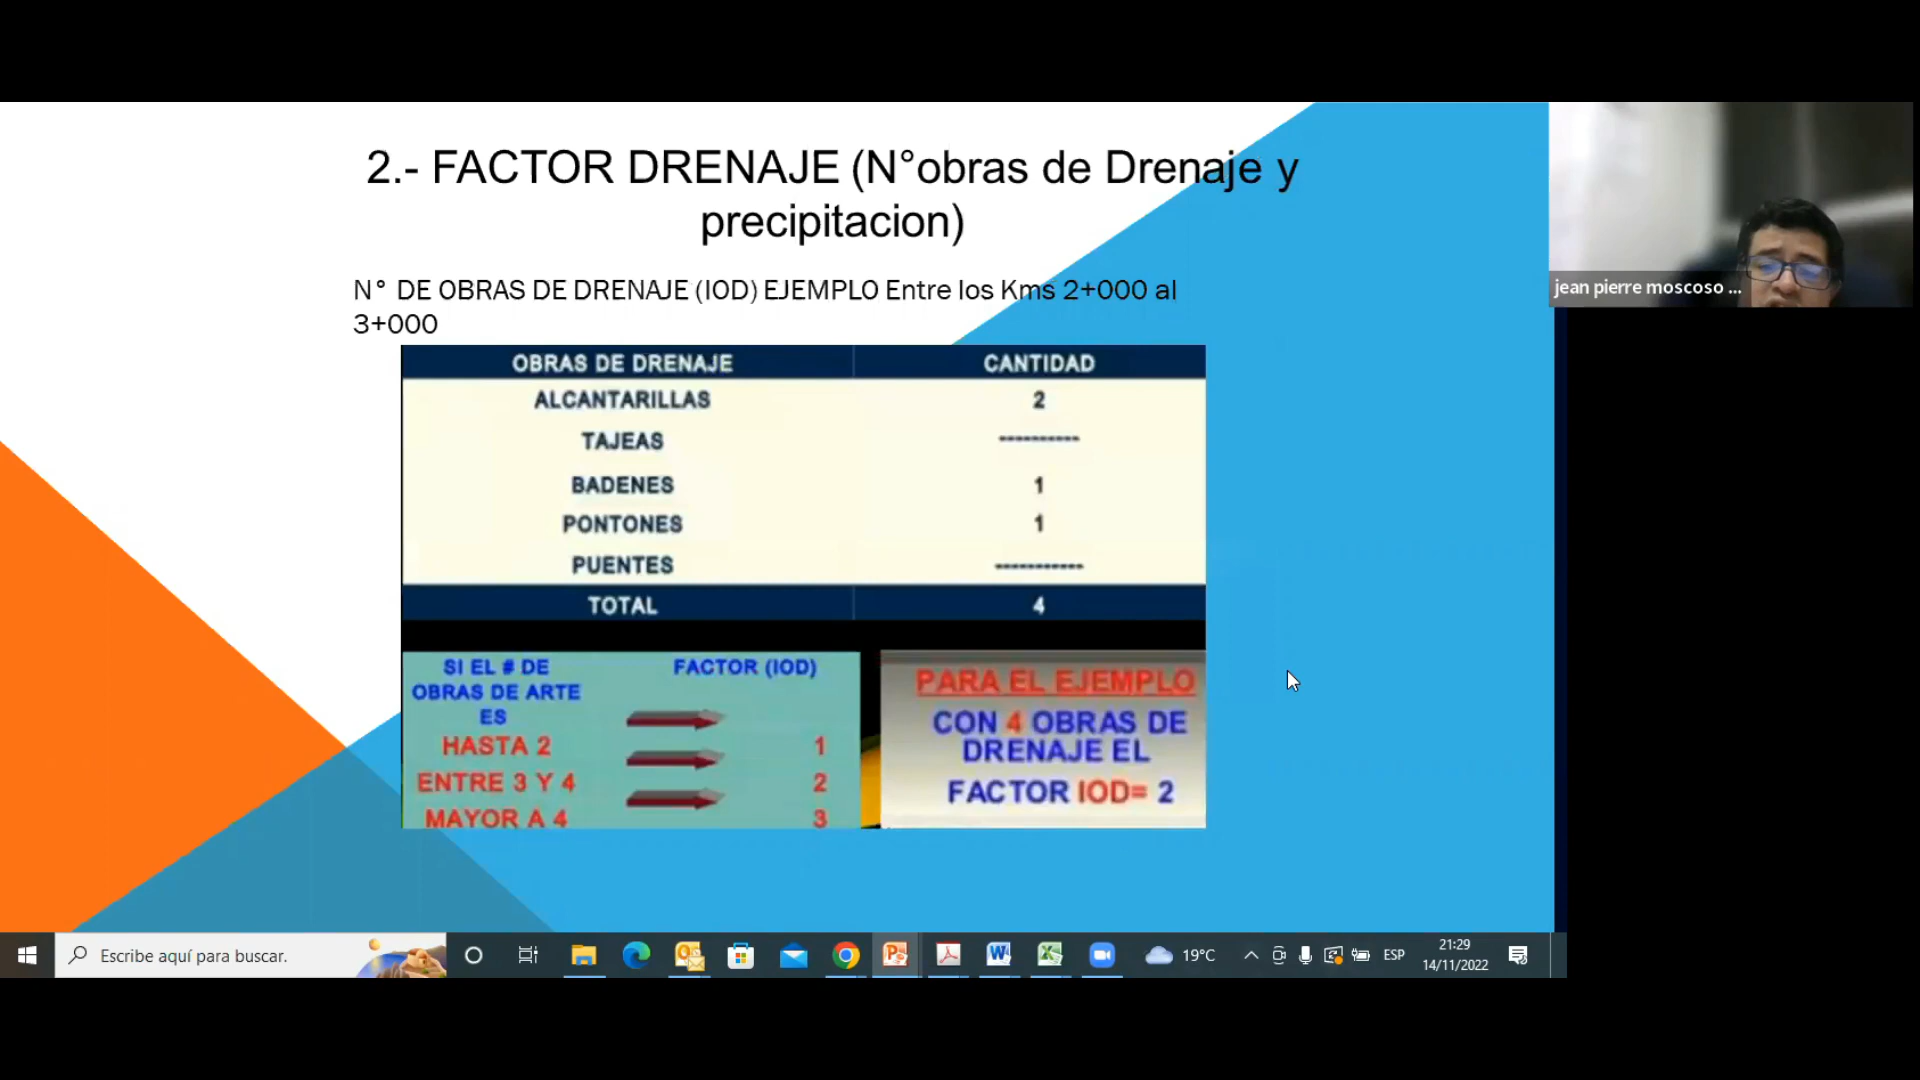 2.- FACTOR DRENAJE (N°obras de Drenaje y
precipitacion)
N° DE OBRAS DE DRENAJE (IOD) EJEMPLO Entre los Kms 2+000 al
3+000
OBRAS DE DRENAJE CANTIDAD
ALCANTARILLAS 2
TAJEAS ----------
BADENES 1
PONTONES 1
PUENTES -----------
TOTAL 4
SI EL # DE
OBRAS DE ARTE
ES
FACTOR (IOD)
HASTA 2 1
ENTRE 3 Y 4 2
MAYOR A 4 3
PARA EL EJEMPLO
CON 4 OBRAS DE
DRENAJE EL
FACTOR IOD= 2
jean pierre moscoso ...
Escribe aquí para buscar.
19°C
ESP
21:29
14/11/2022